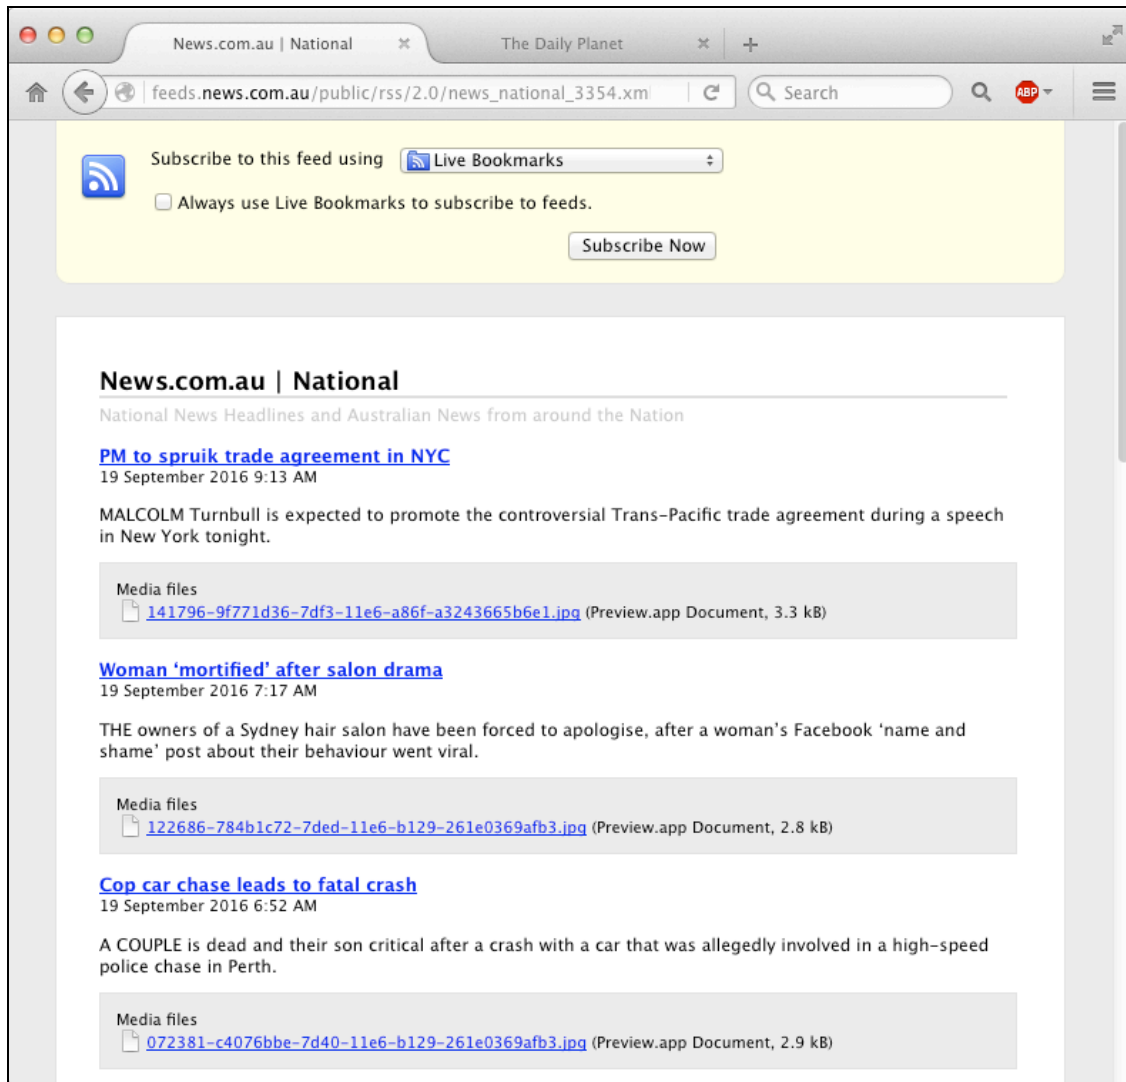 News.com.au | National
The Daily Planet
feeds.news.com.au/public/rss/2.0/news_national_3354.xm
Search
ABP
Subscribe to this feed using
Live Bookmarks
Always use Live Bookmarks to subscribe to feeds.
Subscribe Now
News.com.au | National
National News Headlines and Australian News from around the Nation
PM to spruik trade agreement in NYC
19 September 2016 9:13 AM
MALCOLM Turnbull is expected to promote the controversial Trans-Pacific trade agreement during a speech
in New York tonight.
Media files
141796-9f771d36-7df3-11e6-a86f-a3243665b6e1.jpg (Preview.app Document, 3.3 kB)
Woman ‘mortified’ after salon drama
19 September 2016 7:17 AM
THE owners of a Sydney hair salon have been forced to apologise, after a woman’s Facebook ‘name and
shame’ post about their behaviour went viral.
Media files
122686-784b1c72-7ded-11e6-b129-261e0369afb3.jpg (Preview.app Document, 2.8 kB)
Cop car chase leads to fatal crash
19 September 2016 6:52 AM
A COUPLE is dead and their son critical after a crash with a car that was allegedly involved in a high-speed
police chase in Perth.
Media files
072381-c4076bbe-7d40-11e6-b129-261e0369afb3.jpg (Preview.app Document, 2.9 kB)